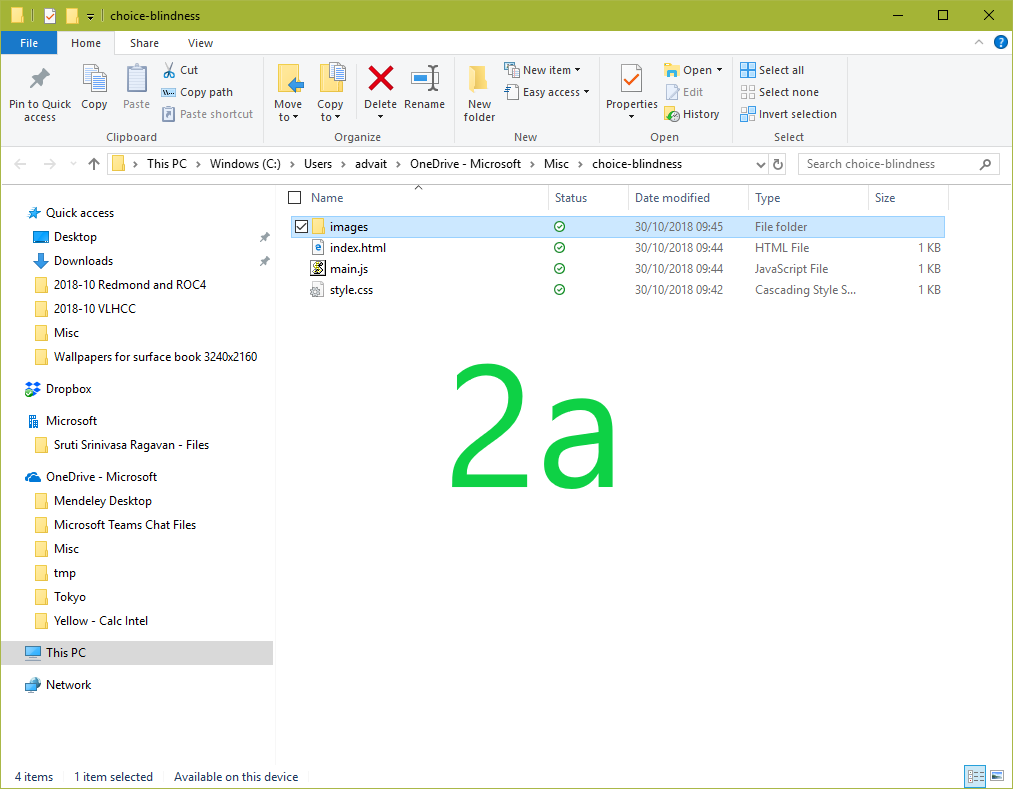 choice-blindness
File Home Share View
Pin to Quick access
Copy
Paste
Cut
Copy path
Paste shortcut
Clipboard
Move to
Copy to
Delete
Rename
Organize
New folder
New item
Easy access
New
Properties
Open
Edit
History
Open
Select all
Select none
Invert selection
Select
This PC > Windows (C:) > Users > advait > OneDrive - Microsoft > Misc > choice-blindness
Search choice-blindness
Quick access
Desktop
Downloads
2018-10 Redmond and ROC4
2018-10 VLHCC
Misc
Wallpapers for surface book 3240x2160
Dropbox
Microsoft
Sruti Srinivasa Ragavan - Files
OneDrive - Microsoft
Mendeley Desktop
Microsoft Teams Chat Files
Misc
tmp
Tokyo
Yellow - Calc Intel
This PC
Network
Name Status Date modified Type Size
images 30/10/2018 09:45 File folder
index.html 30/10/2018 09:44 HTML File 1 KB
main.js 30/10/2018 09:44 JavaScript File 1 KB
style.css 30/10/2018 09:42 Cascading Style S... 1 KB
2a
4 items 1 item selected Available on this device